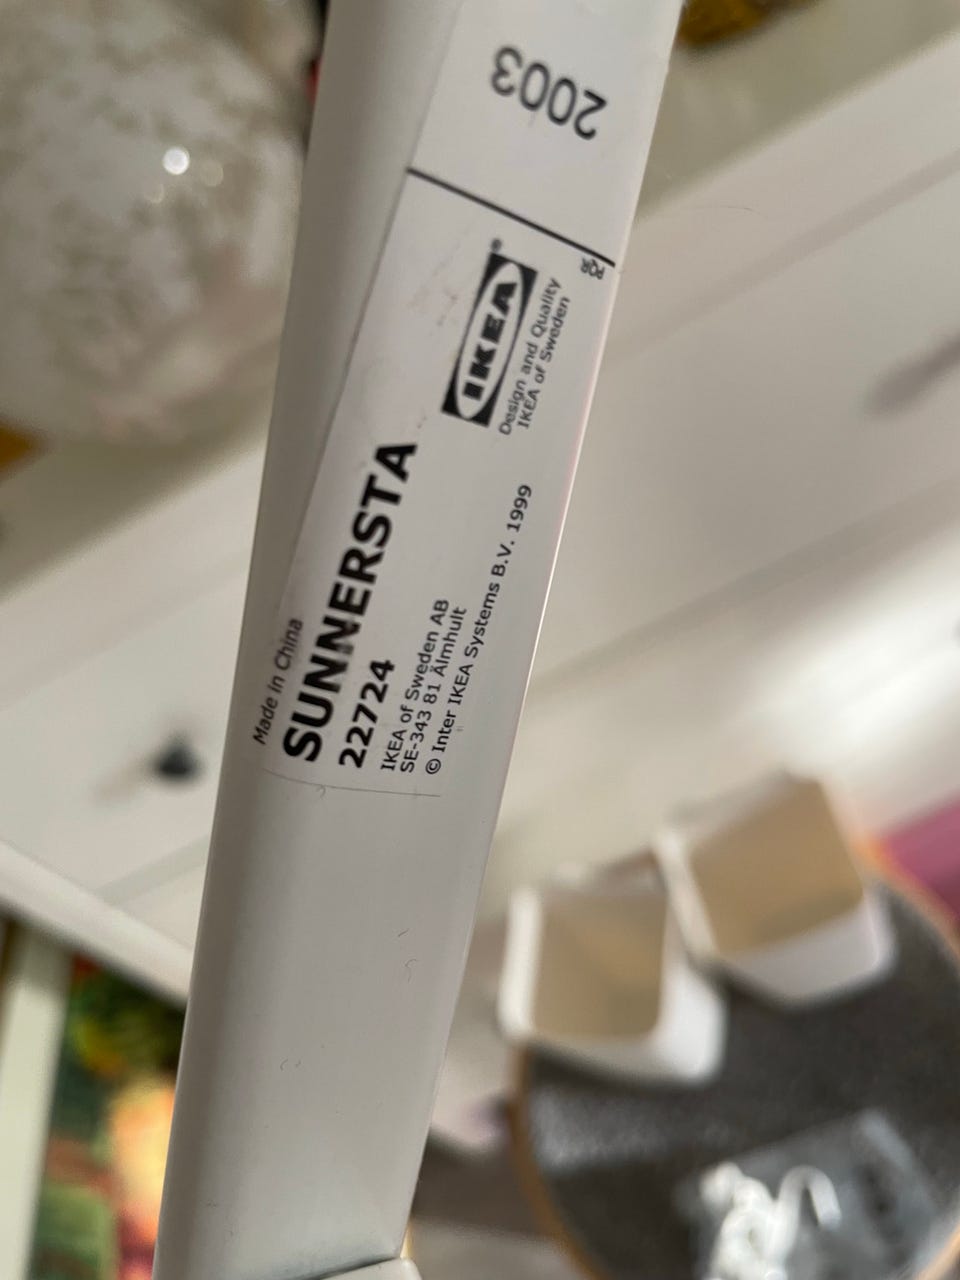 2003
PQR
IKEA®
Design and Quality
IKEA of Sweden
Made in China
SUNNERSTA
22724
IKEA of Sweden AB
SE-343 81 Älmhult
© Inter IKEA Systems B.V. 1999